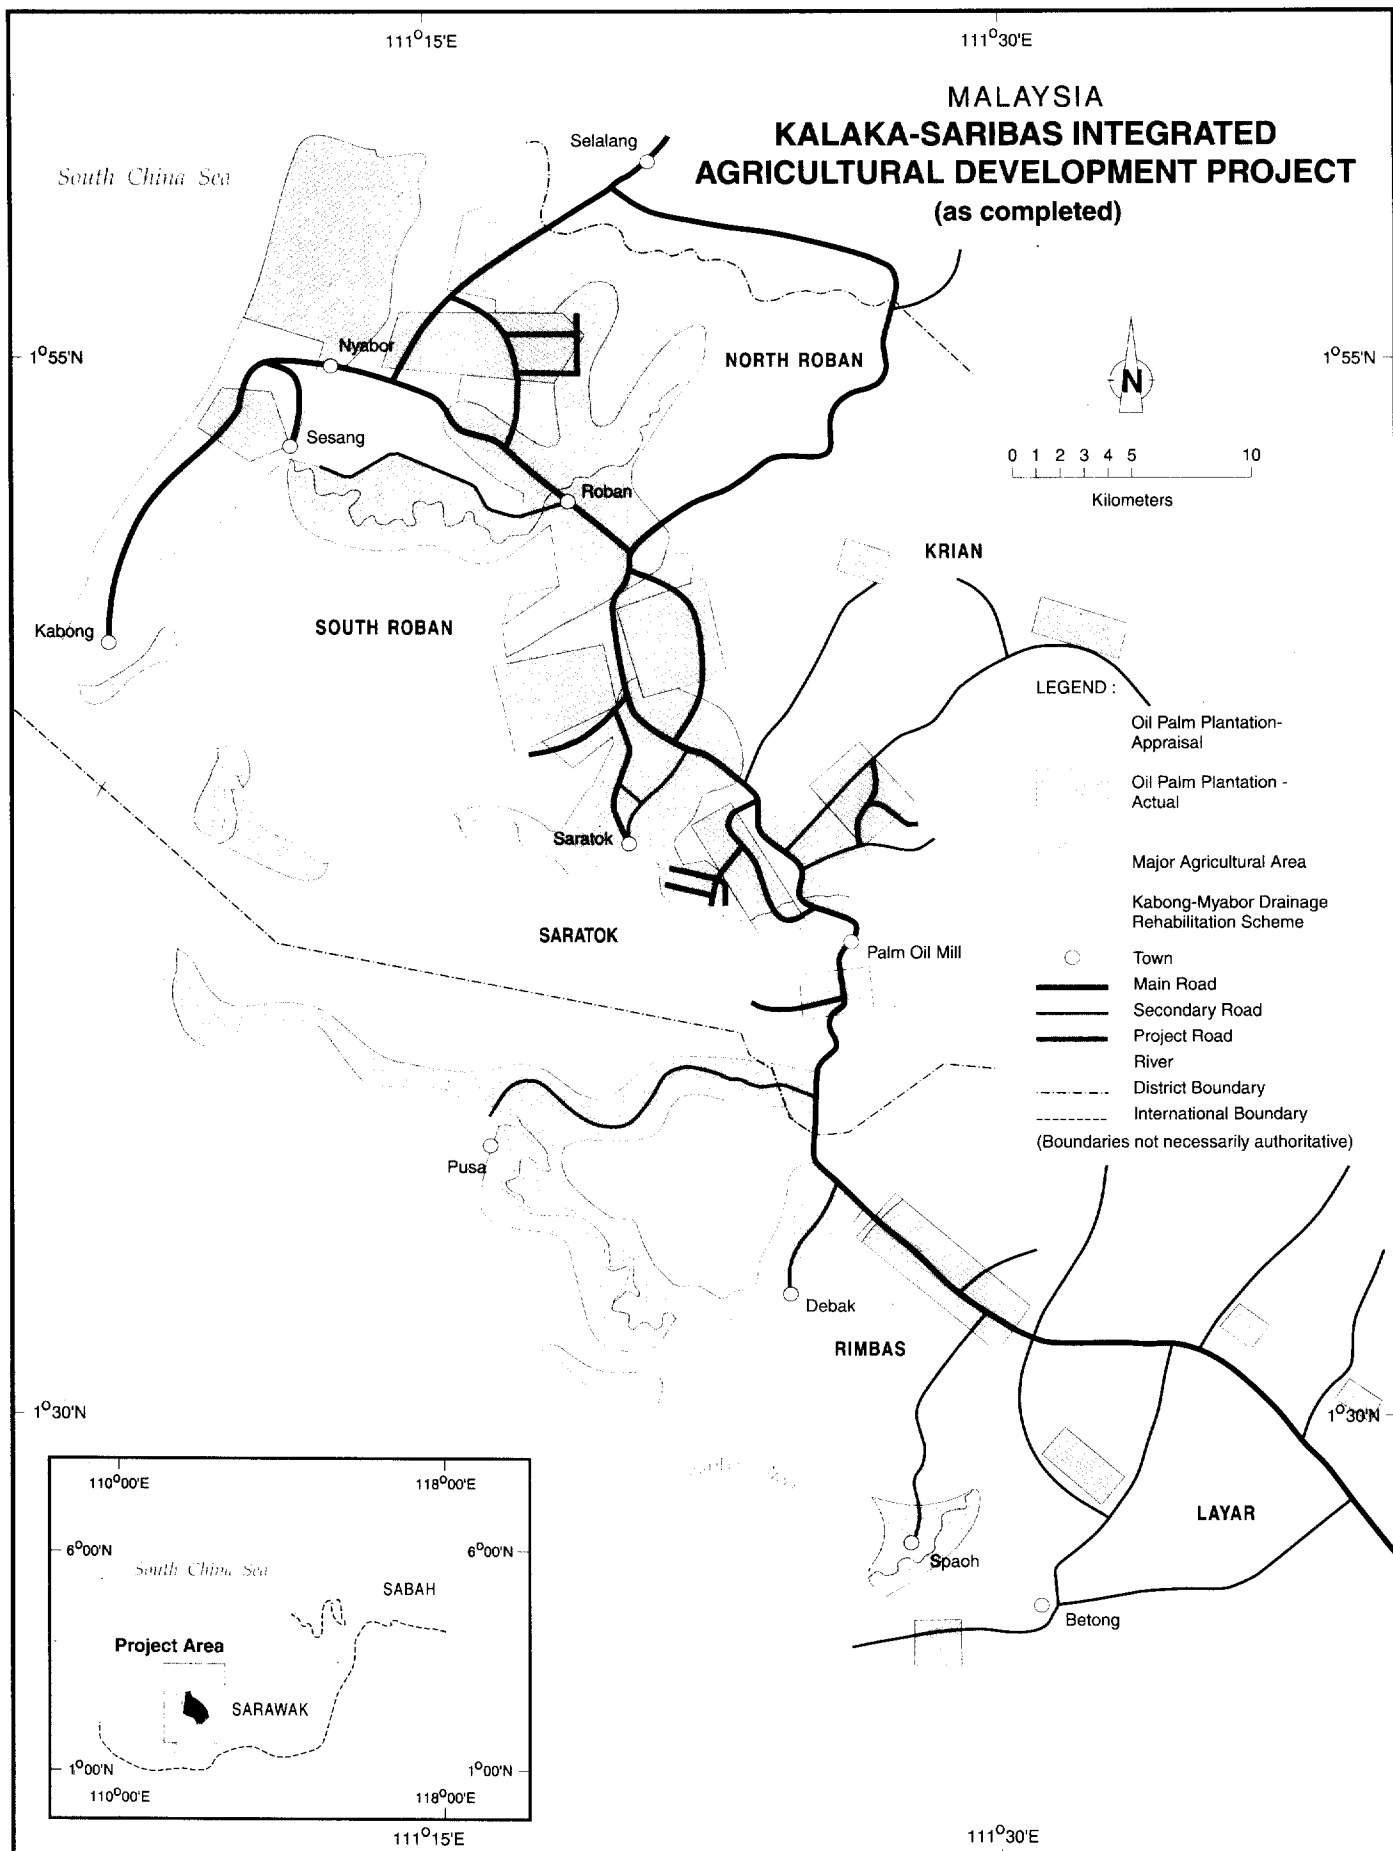 111°15'E
111°30'E
MALAYSIA
KALAKA-SARIBAS INTEGRATED
AGRICULTURAL DEVELOPMENT PROJECT
(as completed)
South China Sea
Selalang
1°55'N
1°55'N
Nyabor
NORTH ROBAN
N
Sesang
0 1 2 3 4 5 10
Kilometers
Roban
KRIAN
Kabong
SOUTH ROBAN
LEGEND :
Oil Palm Plantation-
Appraisal
Oil Palm Plantation -
Actual
Major Agricultural Area
Kabong-Myabor Drainage
Rehabilitation Scheme
Town
Main Road
Secondary Road
Project Road
River
District Boundary
International Boundary
(Boundaries not necessarily authoritative)
Saratok
SARATOK
Palm Oil Mill
Pusa
Debak
RIMBAS
1°30'N
1°30'N
LAYAR
Spaoh
Betong
110°00'E
118°00'E
6°00'N
6°00'N
South China Sea
SABAH
Project Area
SARAWAK
1°00'N
1°00'N
110°00'E
118°00'E
111°15'E
111°30'E